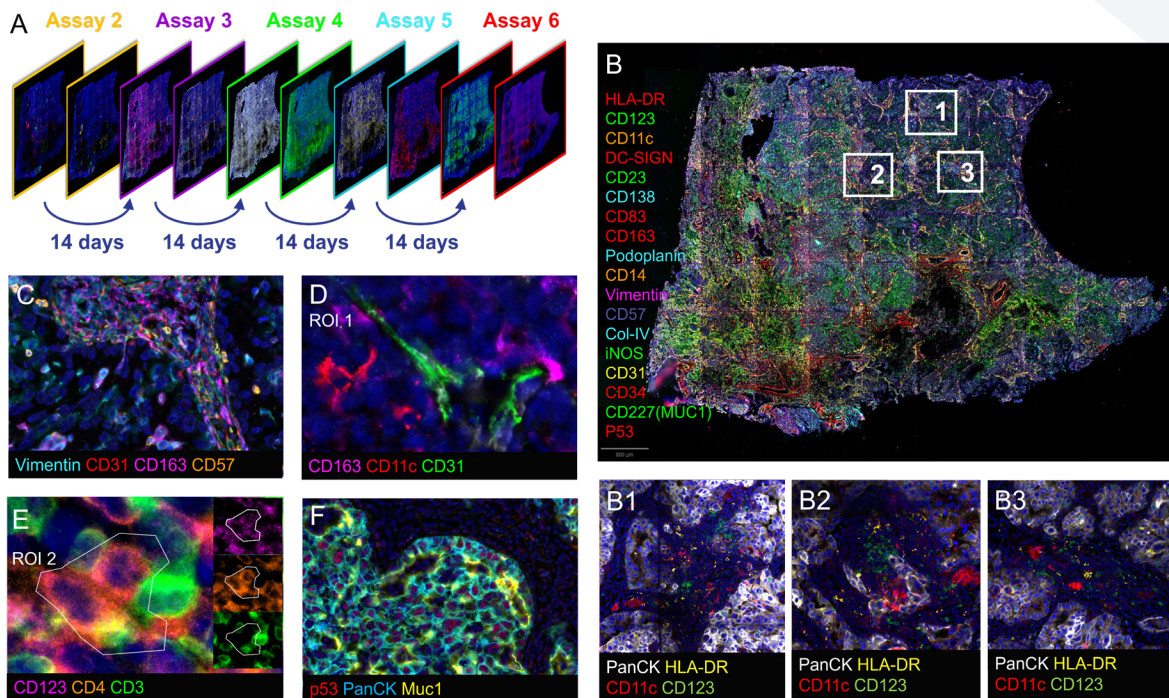 A
Assay 2 Assay 3 Assay 4 Assay 5 Assay 6
14 days 14 days 14 days 14 days
B
HLA-DR
CD123
CD11c
DC-SIGN
CD23
CD138
CD83
CD163
Podoplanin
CD14
Vimentin
CD57
Col-IV
iNOS
CD31
CD34
CD227(MUC1)
P53
1
2
3
800 µm
C
Vimentin CD31 CD163 CD57
D
ROI 1
CD163 CD11c CD31
E
ROI 2
CD123 CD4 CD3
F
p53 PanCK Muc1
B1
PanCK HLA-DR
CD11c CD123
B2
PanCK HLA-DR
CD11c CD123
B3
PanCK HLA-DR
CD11c CD123